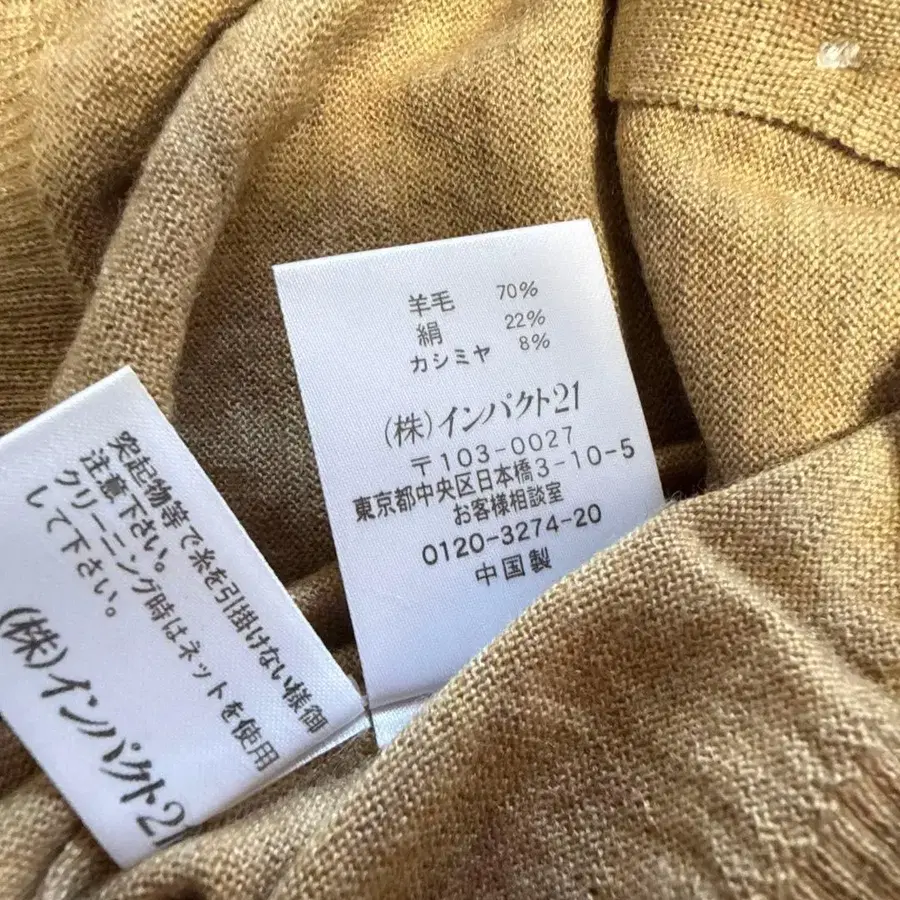 羊毛 70%
絹 22%
カシミヤ 8%
(株)インパクト21
〒103-0027
東京都中央区日本橋3-10-5
お客様相談室
0120-3274-20
中国製
突起物等で糸を引掛けない様御
注意下さい。
クリーニング時はネットを使用
して下さい。
(株)インパクト21